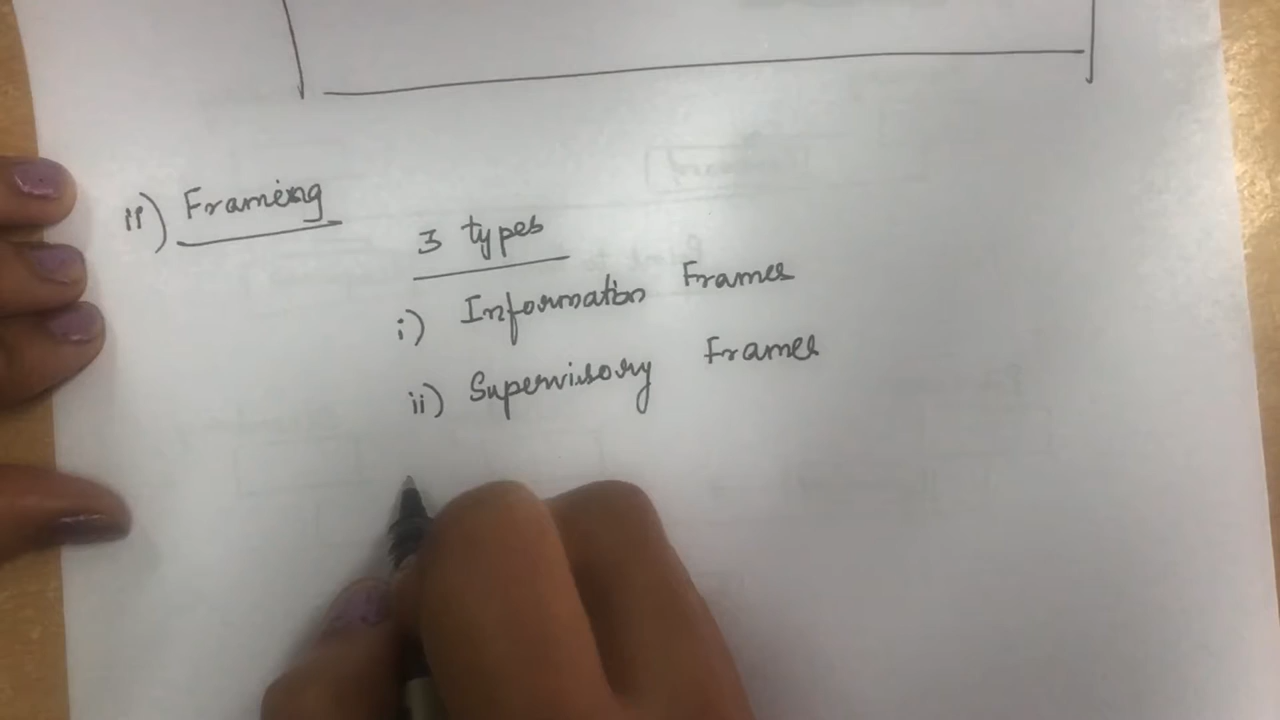 ii) Framing
3 types
i) Information Frames
ii) Supervisory Frames